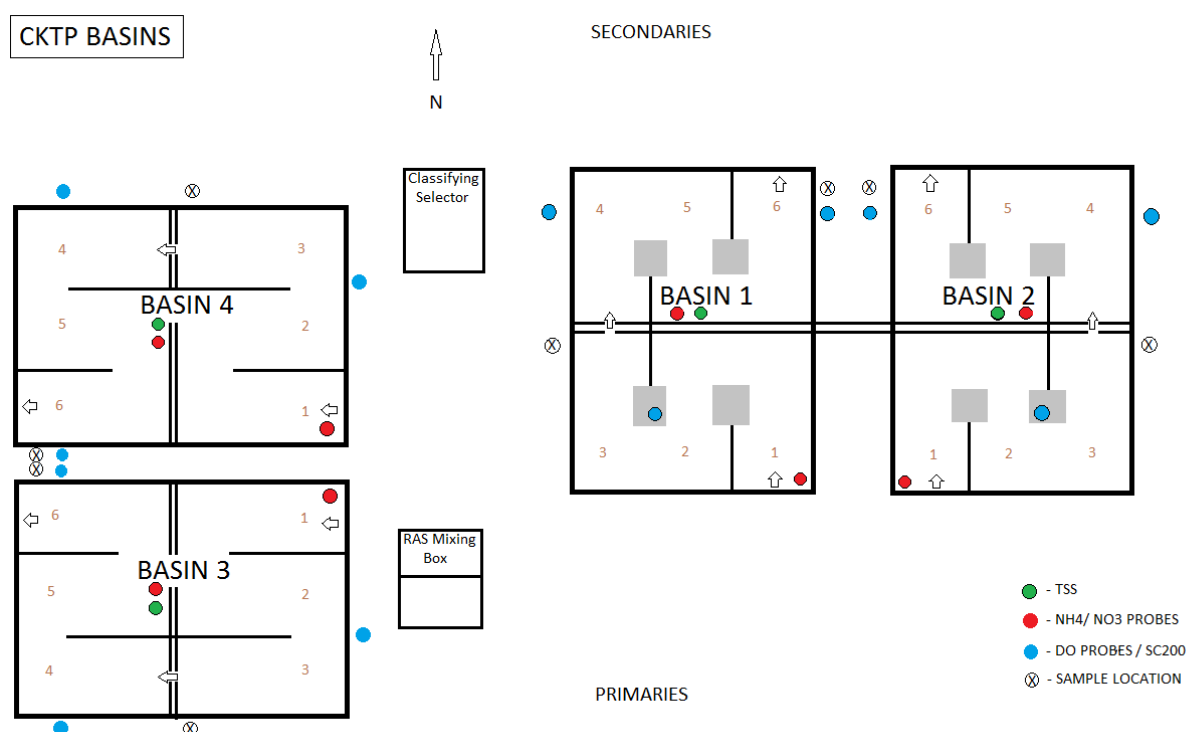 CKTP BASINS
N
SECONDARIES
Classifying
Selector
4
3
BASIN 4
5
2
6
1
6
1
BASIN 3
5
2
4
3
RAS Mixing
Box
4
5
6
BASIN 1
3
2
1
6
5
4
BASIN 2
1
2
3
PRIMARIES
- TSS
- NH4/ NO3 PROBES
- DO PROBES / SC200
- SAMPLE LOCATION